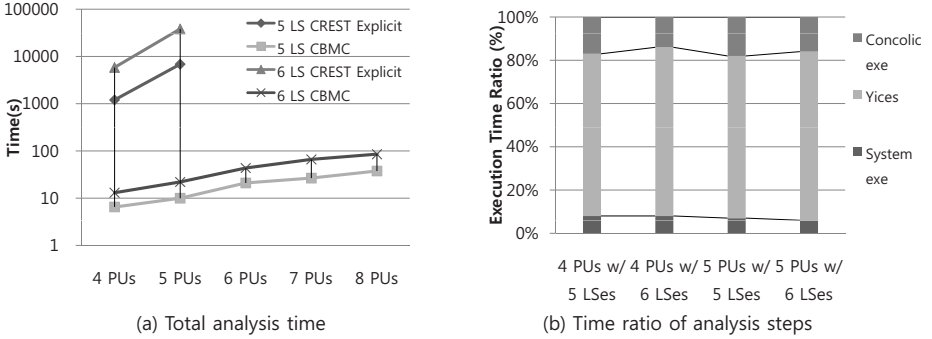 100000
10000
1000
100
10
1
Time(s)
5 LS CREST Explicit
5 LS CBMC
6 LS CREST Explicit
6 LS CBMC
4 PUs 5 PUs 6 PUs 7 PUs 8 PUs
(a) Total analysis time
100%
80%
60%
40%
20%
0%
Execution Time Ratio (%)
Concolic
exe
Yices
System
exe
4 PUs w/ 4 PUs w/ 5 PUs w/ 5 PUs w/
5 LSes 6 LSes 5 LSes 6 LSes
(b) Time ratio of analysis steps